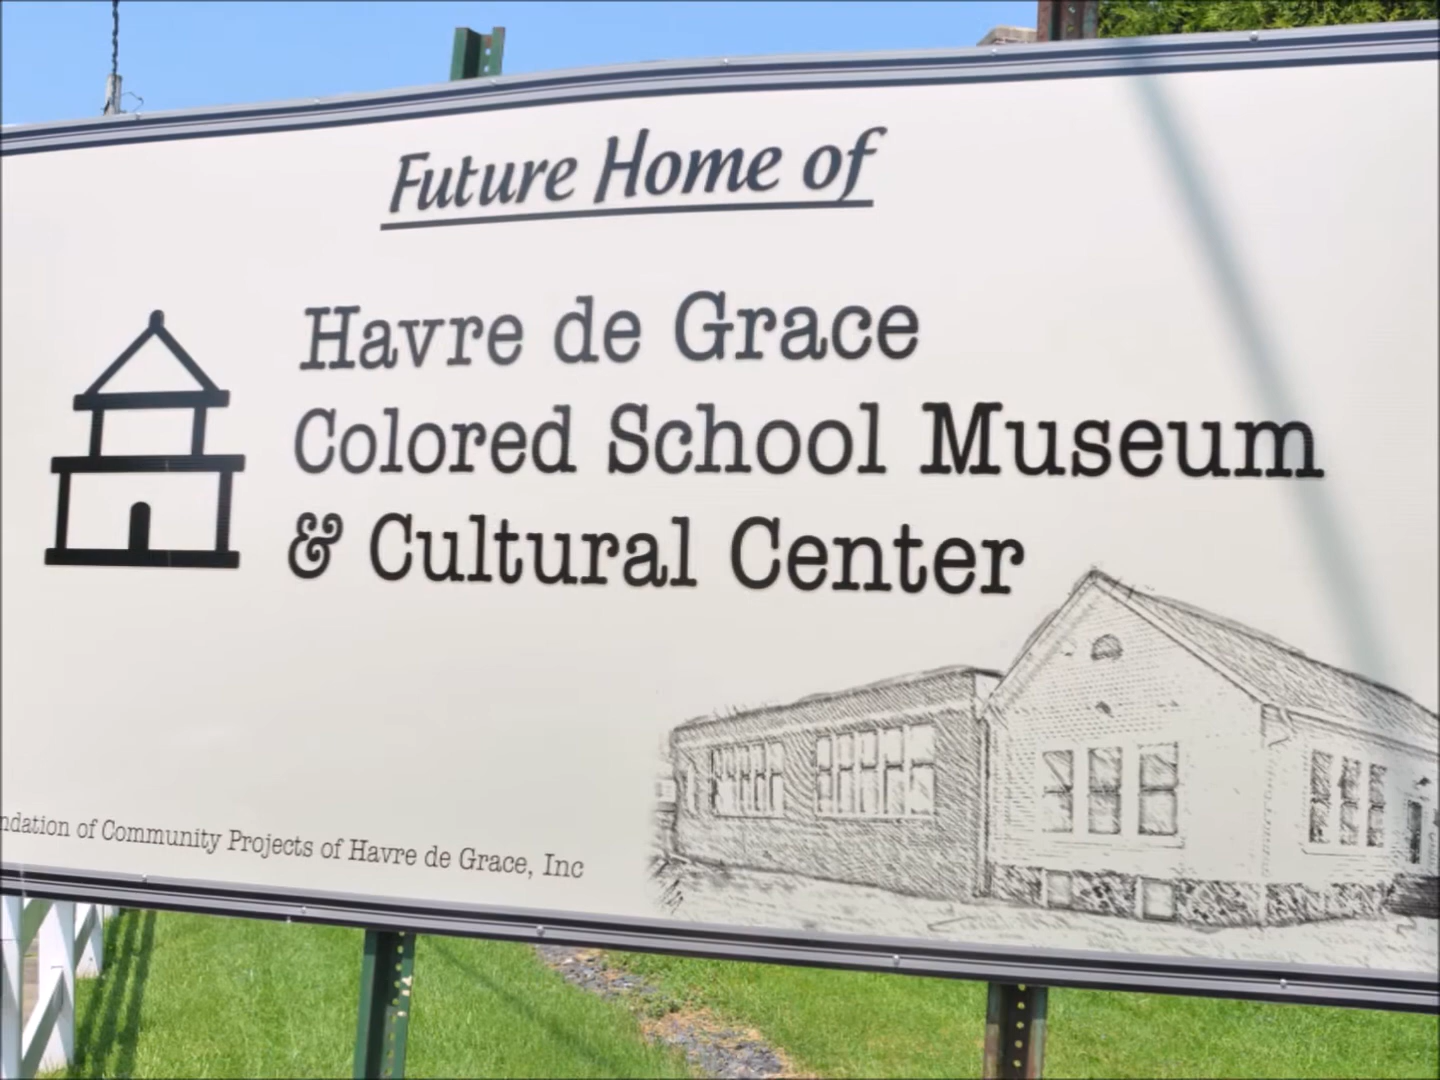 Future Home of
Havre de Grace
Colored School Museum
& Cultural Center
ndation of Community Projects of Havre de Grace, Inc